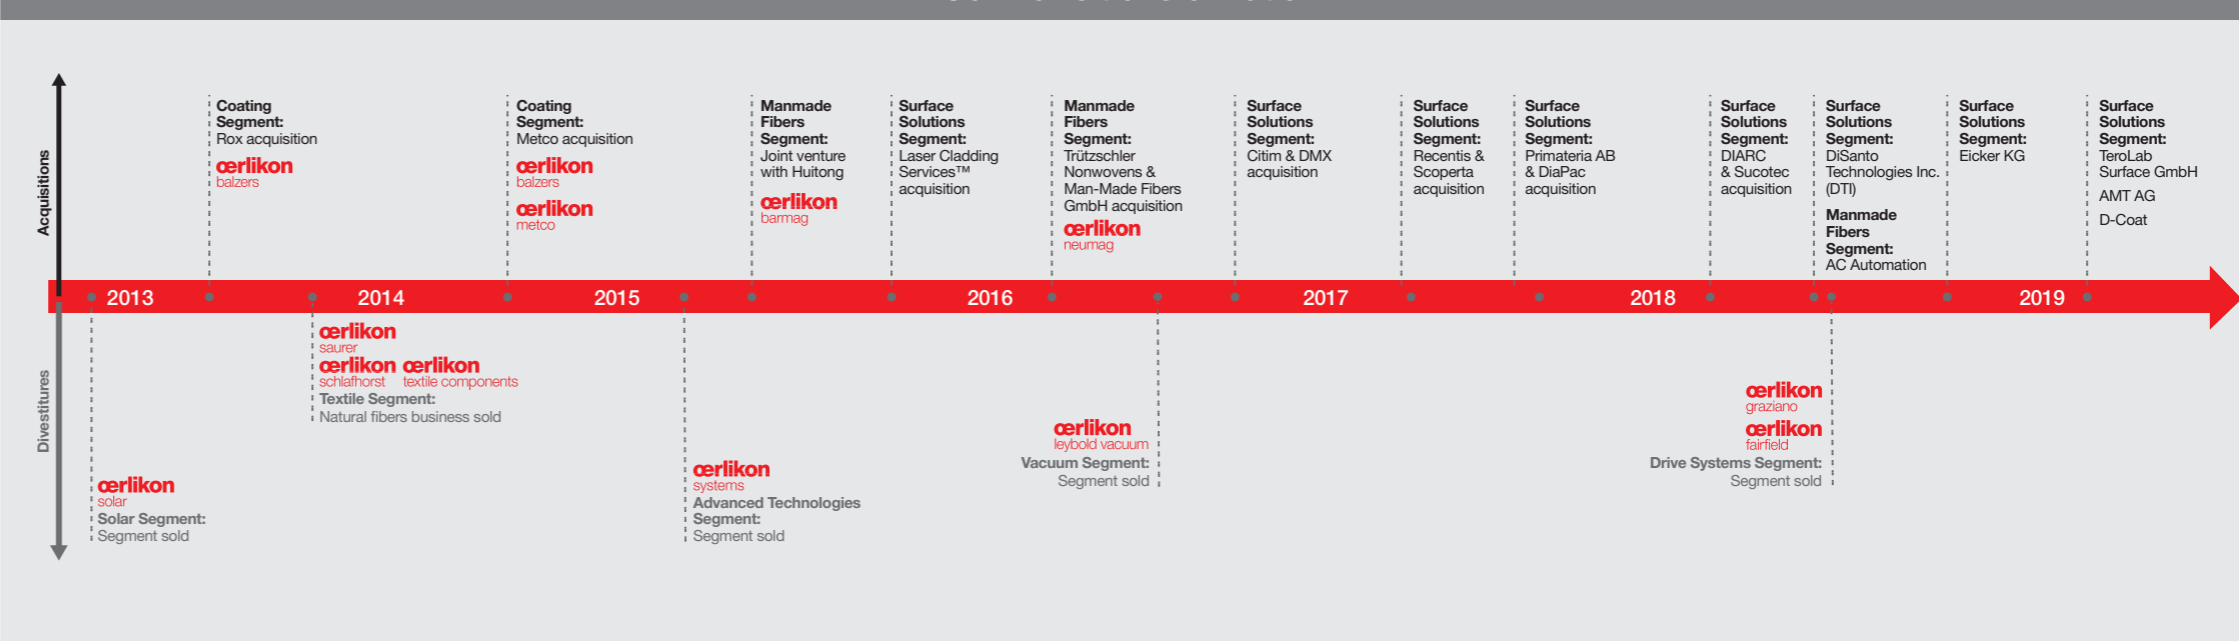 Acquisitions
Coating
Segment:
Rox acquisition
œrlikon
balzers
Coating
Segment:
Metco acquisition
œrlikon
balzers
œrlikon
metco
Manmade
Fibers
Segment:
Joint venture
with Huitong
œrlikon
barmag
Surface
Solutions
Segment:
Laser Cladding
Services™
acquisition
Manmade
Fibers
Segment:
Trützschler
Nonwovens &
Man-Made Fibers
GmbH acquisition
œrlikon
neumag
Surface
Solutions
Segment:
Citim & DMX
acquisition
Surface
Solutions
Segment:
Recentis &
Scoperta
acquisition
Surface
Solutions
Segment:
Primateria AB
& DiaPac
acquisition
Surface
Solutions
Segment:
DIARC
& Sucotec
acquisition
Surface
Solutions
Segment:
DiSanto
Technologies Inc.
(DTI)
Manmade
Fibers
Segment:
AC Automation
Surface
Solutions
Segment:
Eicker KG
Surface
Solutions
Segment:
TeroLab
Surface GmbH
AMT AG
D-Coat
2013 2014 2015 2016 2017 2018 2019
Divestitures
œrlikon
solar
Solar Segment:
Segment sold
œrlikon
saurer
œrlikon œrlikon
schlafhorst textile components
Textile Segment:
Natural fibers business sold
œrlikon
systems
Advanced Technologies
Segment:
Segment sold
œrlikon
leybold vacuum
Vacuum Segment:
Segment sold
œrlikon
graziano
œrlikon
fairfield
Drive Systems Segment:
Segment sold